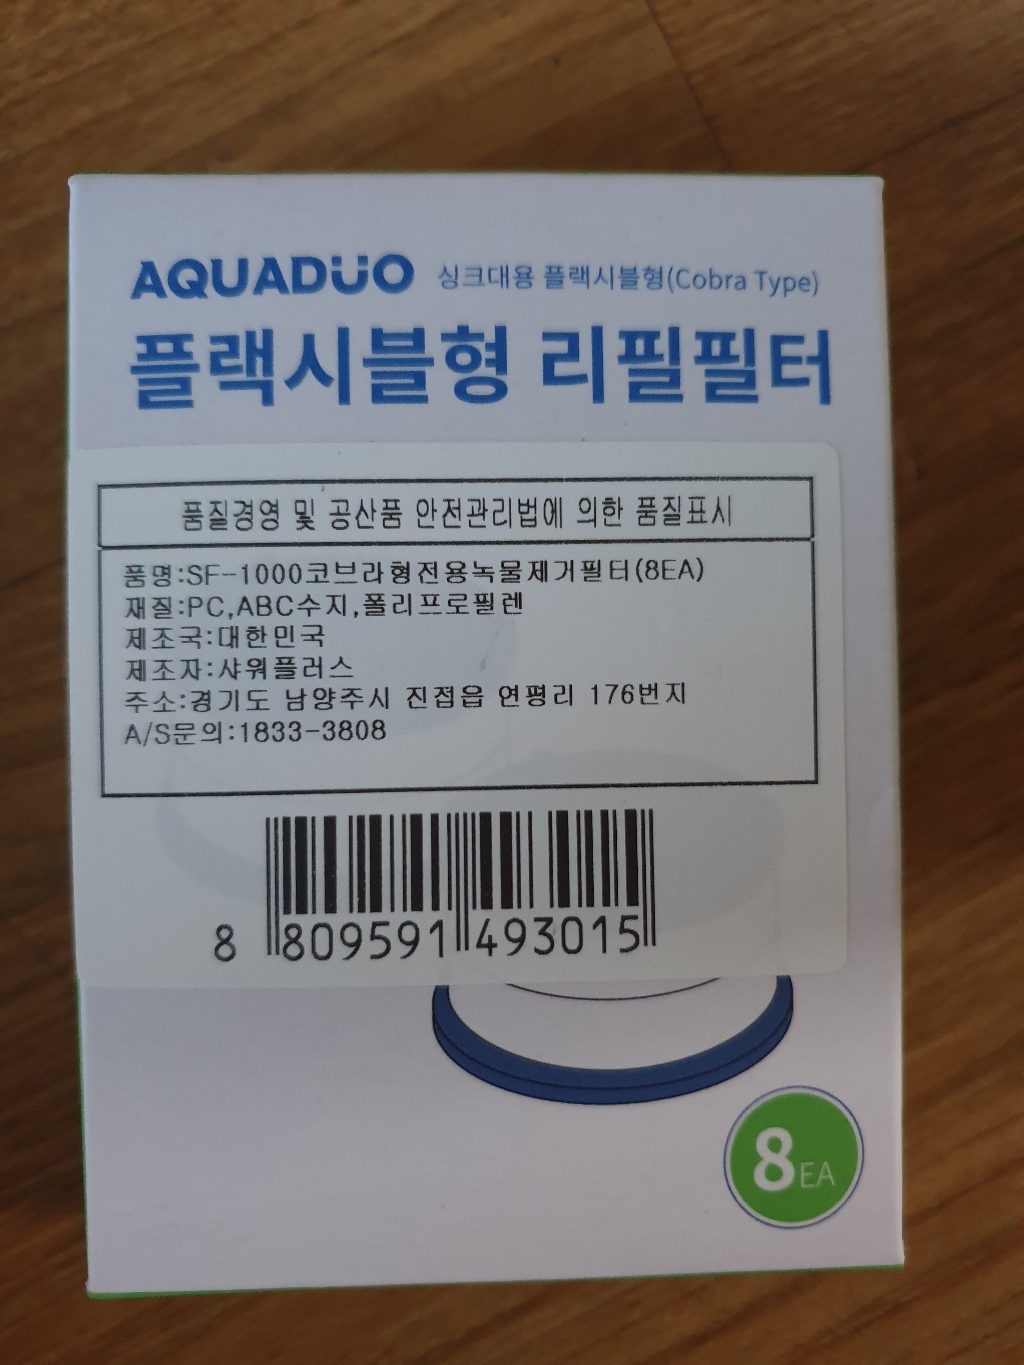 AQUADUO 싱크대용 플랙시블형(Cobra Type)
플랙시블형 리필필터
품질경영 및 공산품 안전관리법에 의한 품질표시
품명:SF-1000코브라형전용녹물제거필터(8EA)
재질:PC,ABC수지,폴리프로필렌
제조국:대한민국
제조자:샤워플러스
주소:경기도 남양주시 진접읍 연평리 176번지
A/S문의:1833-3808
8 809591 493015
8EA